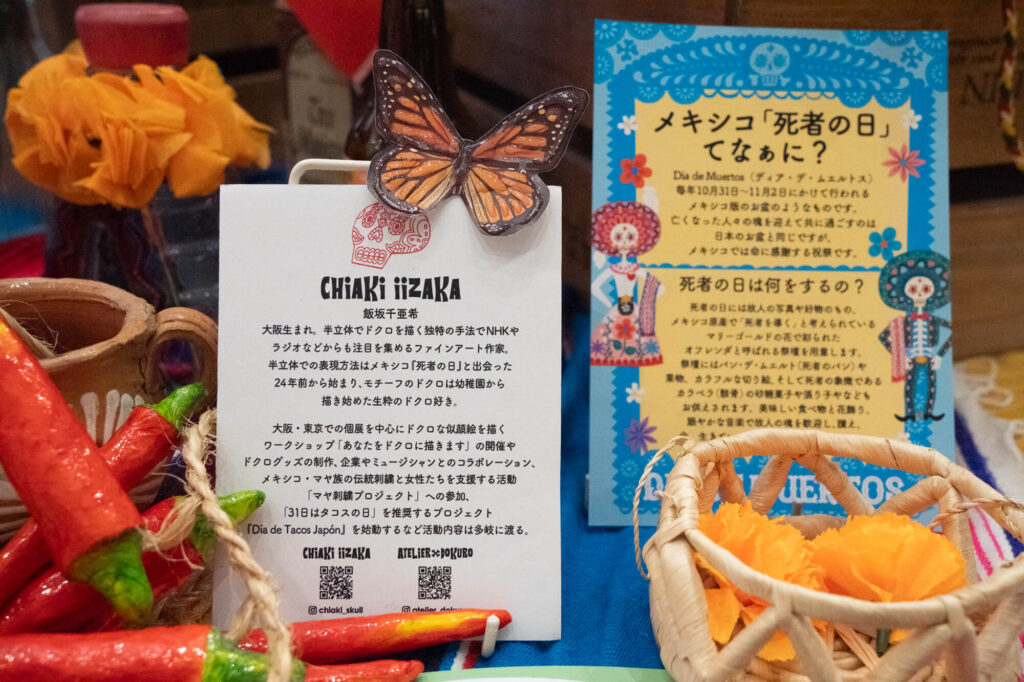 CHiAKi iiZAKA
飯坂千亜希
大阪生まれ。半立体でドクロを描く独特の手法でNHKや
ラジオなどからも注目を集めるファインアート作家。
半立体での表現方法はメキシコ『死者の日』と出会った
24年前から始まり、モチーフのドクロは幼稚園から
描き始めた生粋のドクロ好き。
大阪・東京での個展を中心にドクロな似顔絵を描く
ワークショップ「あなたをドクロに描きます」の開催や
ドクログッズの制作、企業やミュージシャンとのコラボレーション、
メキシコ・マヤ族の伝統刺繍と女性たちを支援する活動
「マヤ刺繍プロジェクト」への参加、
「31日はタコスの日」を推奨するプロジェクト
『Dia de Tacos Japón』を始動するなど活動内容は多岐に渡る。
CHiAKi iiZAKA
ATELIER×DOKURO
chiaki_skull
atelier_doku
メキシコ「死者の日」
てなぁに?
Dia de Muertos(ディア・デ・ムエルトス)
毎年10月31日〜11月2日にかけて行われる
メキシコ版のお盆のようなものです。
亡くなった人々の魂を迎えて共に過ごすのは
日本のお盆と同じですが、
メキシコでは命に感謝する祝祭です。
死者の日は何をするの?
死者の日には故人の写真や好物のもの、
メキシコ原産で「死者を導く」と考えられている
マリーゴールドの花で彩られた
オフレンダと呼ばれる祭壇を用意します。
祭壇にはパン・デ・ムエルト(死者のパン)や
果物、カラフルな切り絵、そして死者の象徴である
カラベラ(骸骨)の砂糖菓子や張り子なども
お供えされます。美味しい食べ物と花飾り、
賑やかな音楽で故人の魂を歓迎し、讃え、
MUERTOS